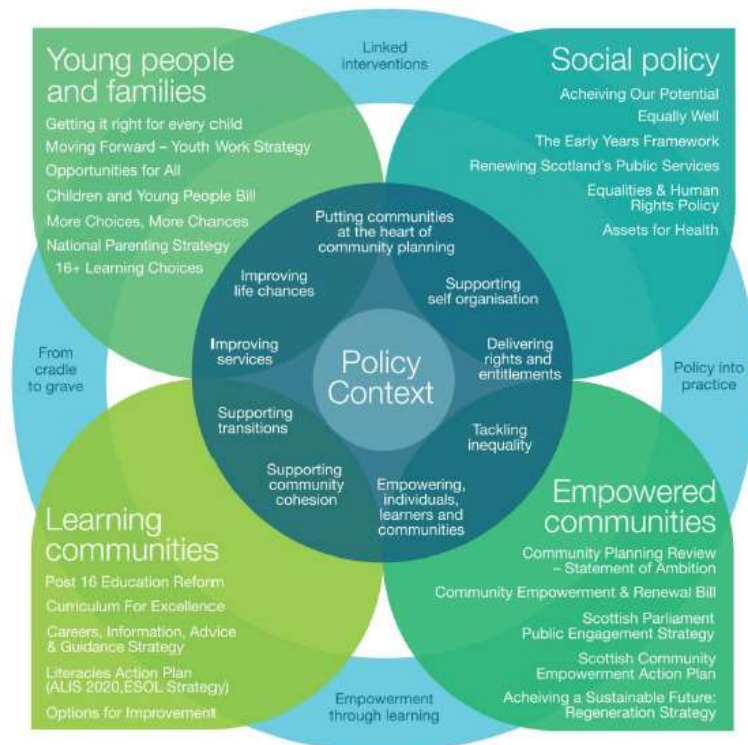 Linked
interventions
Young people
and families
Getting it right for every child
Moving Forward – Youth Work Strategy
Opportunities for All
Children and Young People Bill
More Choices, More Chances
National Parenting Strategy
16+ Learning Choices
Social policy
Acheiving Our Potential
Equally Well
The Early Years Framework
Renewing Scotland's Public Services
Equalities & Human
Rights Policy
Assets for Health
Putting communities
at the heart of
community planning
Improving
life chances
Supporting
self organisation
Improving
services
Delivering
rights and
entitlements
Policy
Context
Supporting
transitions
Tackling
inequality
Supporting
community
cohesion
Empowering,
individuals,
learners and
communities
From
cradle
to grave
Policy into
practice
Learning
communities
Post 16 Education Reform
Curriculum For Excellence
Careers, Information, Advice
& Guidance Strategy
Literacies Action Plan
(ALIS 2020,ESOL Strategy)
Options for Improvement
Empowered
communities
Community Planning Review
– Statement of Ambition
Community Empowerment & Renewal Bill
Scottish Parliament
Public Engagement Strategy
Scottish Community
Empowerment Action Plan
Acheiving a Sustainable Future:
Regeneration Strategy
Empowerment
through learning